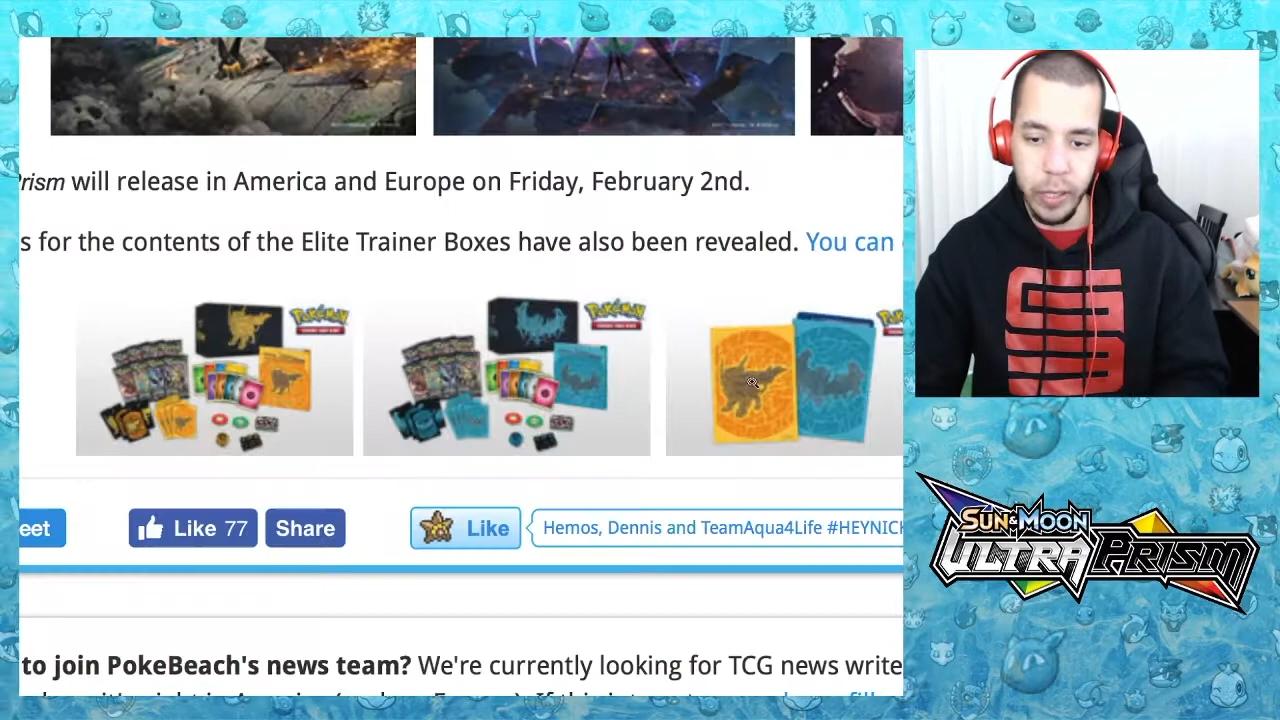 rism will release in America and Europe on Friday, February 2nd.
s for the contents of the Elite Trainer Boxes have also been revealed. You can
Pokémon
Pokémon
eet
Like 77
Share
Like
Hemos, Dennis and TeamAqua4Life #HEYNICK
SUN & MOON
ULTRA PRISM
to join PokeBeach's news team? We're currently looking for TCG news write